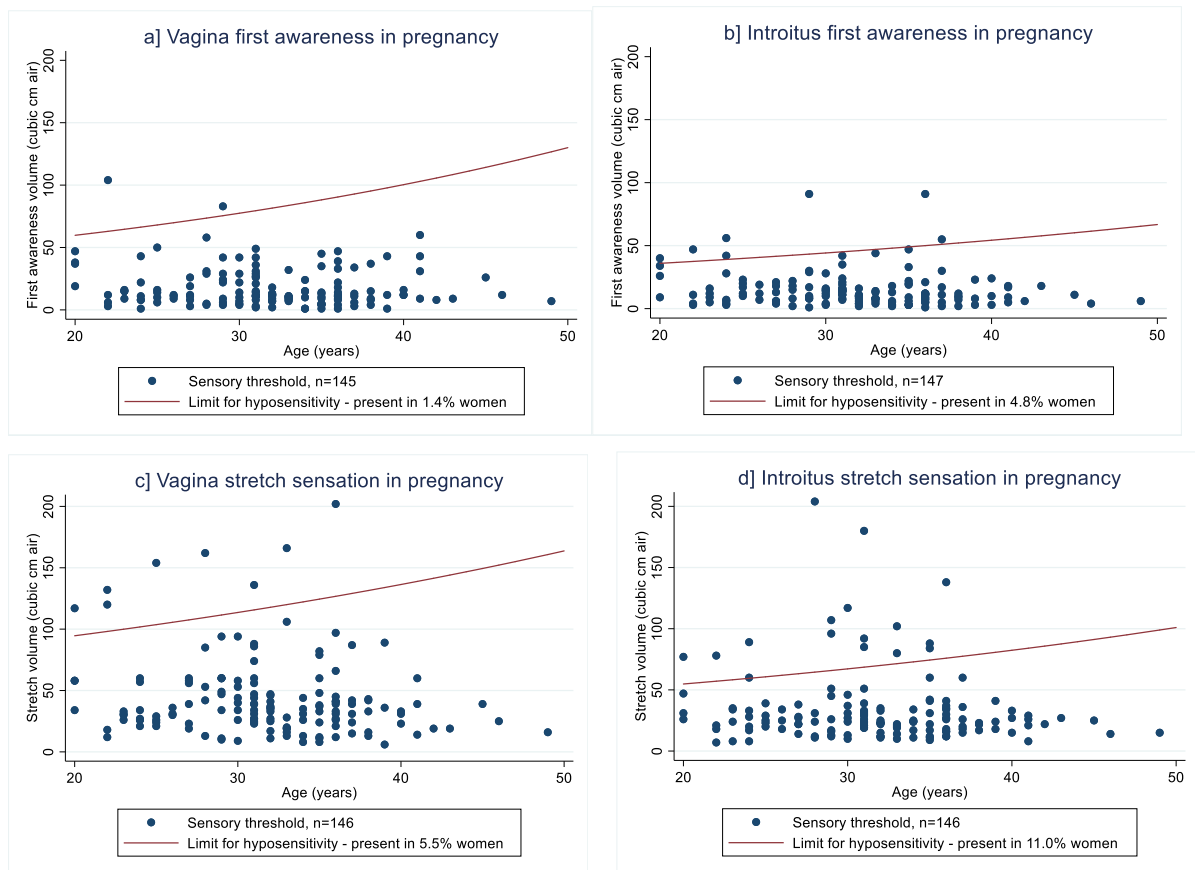 a] Vagina first awareness in pregnancy
First awareness volume (cubic cm air)
200
150
100
50
0
20 30 40 50
Age (years)
Sensory threshold, n=145
Limit for hyposensitivity - present in 1.4% women
b] Introitus first awareness in pregnancy
First awareness volume (cubic cm air)
200
150
100
50
0
20 30 40 50
Age (years)
Sensory threshold, n=147
Limit for hyposensitivity - present in 4.8% women
c] Vagina stretch sensation in pregnancy
Stretch volume (cubic cm air)
200
150
100
50
0
20 30 40 50
Age (years)
Sensory threshold, n=146
Limit for hyposensitivity - present in 5.5% women
d] Introitus stretch sensation in pregnancy
Stretch volume (cubic cm air)
200
150
100
50
0
20 30 40 50
Age (years)
Sensory threshold, n=146
Limit for hyposensitivity - present in 11.0% women